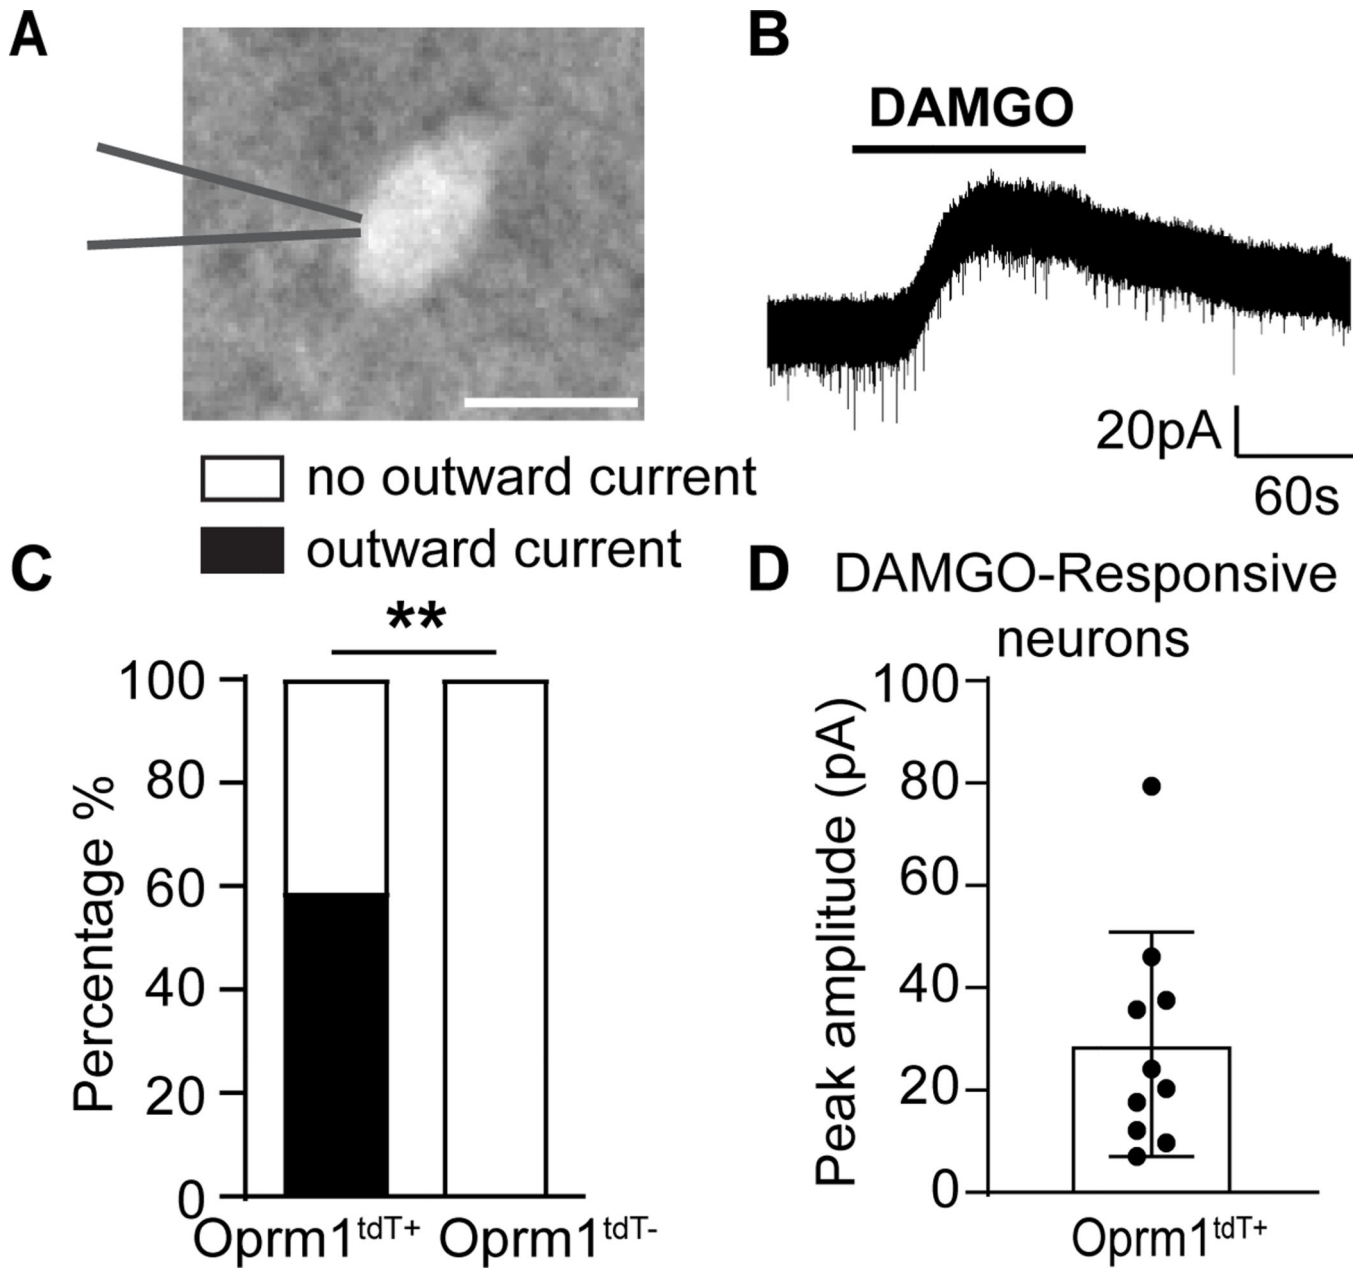 A
B
DAMGO
20pA
60s
no outward current
outward current
C
**
100
80
60
40
20
0
Percentage %
Oprm1tdT+ Oprm1tdT-
D
DAMGO-Responsive
neurons
100
80
60
40
20
0
Peak amplitude (pA)
Oprm1tdT+